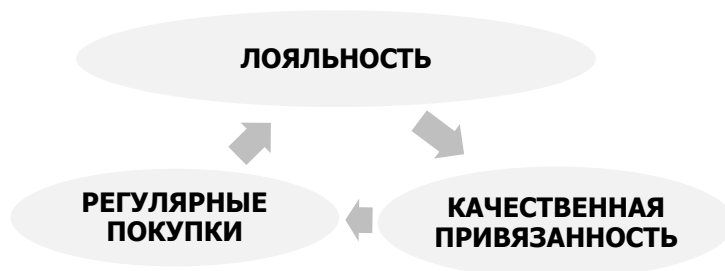 ЛОЯЛЬНОСТЬ
РЕГУЛЯРНЫЕ
ПОКУПКИ
КАЧЕСТВЕННАЯ
ПРИВЯЗАННОСТЬ